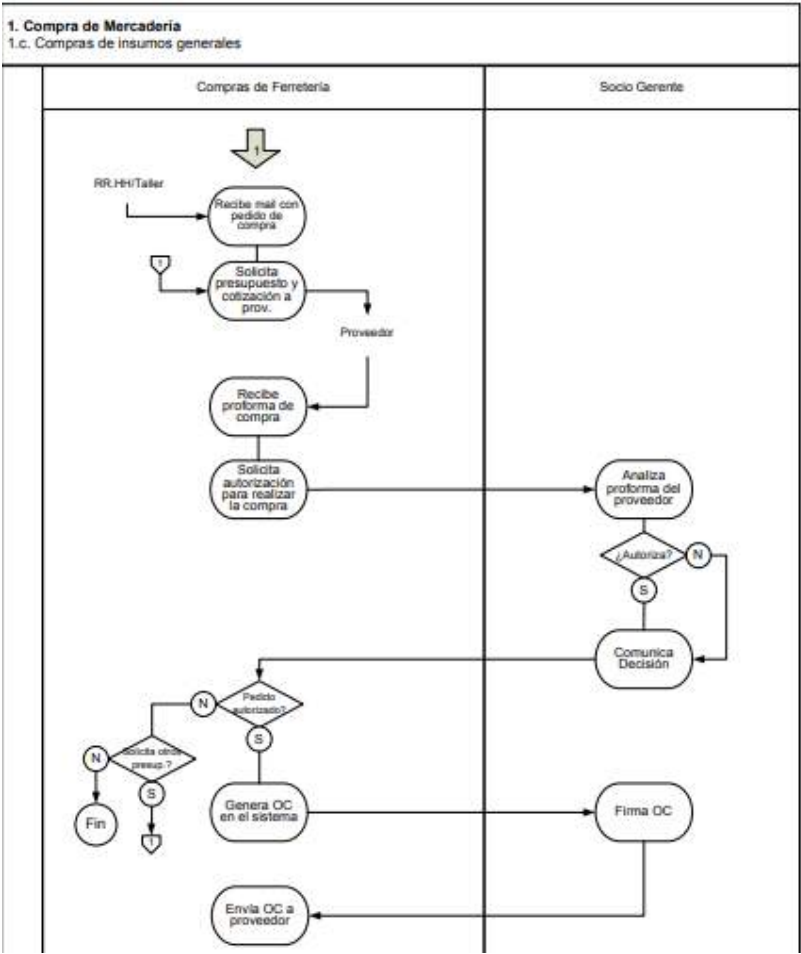 1. Compra de Mercadería
1.c. Compras de insumos generales
Compras de Ferretería
Socio Gerente
1
RR.HH/Taller
Recibe mail con
pedido de
compra
1
Solicita
presupuesto y
cotización a
prov.
Proveedor
Recibe
proforma de
compra
Solicita
autorización
para realizar
la compra
Analiza
proforma del
proveedor
¿Autoriza?
N
S
Comunica
Decisión
Pedido
autorizado?
N
S
Solicita otros
presup.?
N
S
Fin
1
Genera OC
en el sistema
Firma OC
Envía OC a
proveedor